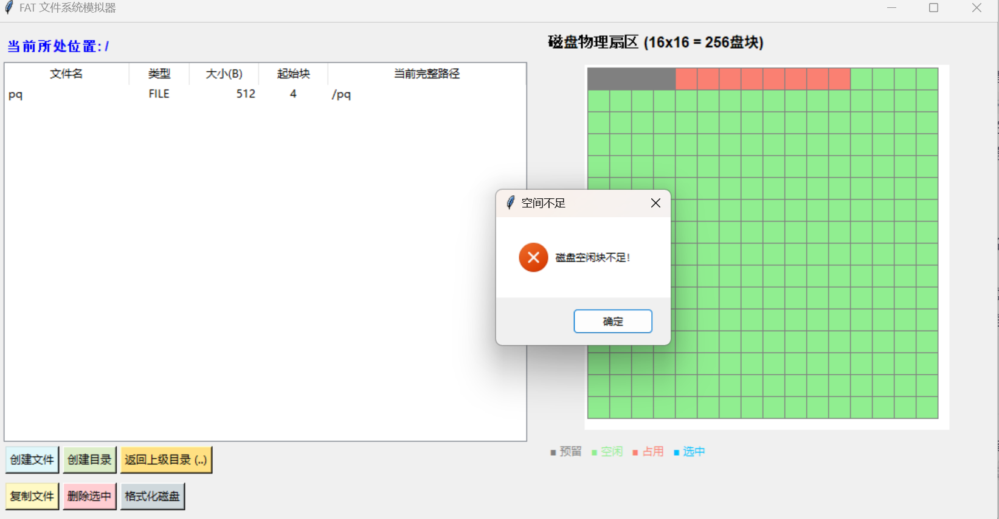 FAT 文件系统模拟器
当前所处位置: /
文件名 类型 大小(B) 起始块 当前完整路径
pq FILE 512 4 /pq
磁盘物理扇区 (16x16 = 256盘块)
空间不足
磁盘空闲块不足!
确定
■ 预留 ■ 空闲 ■ 占用 ■ 选中
创建文件 创建目录 返回上级目录 (..)
复制文件 删除选中 格式化磁盘